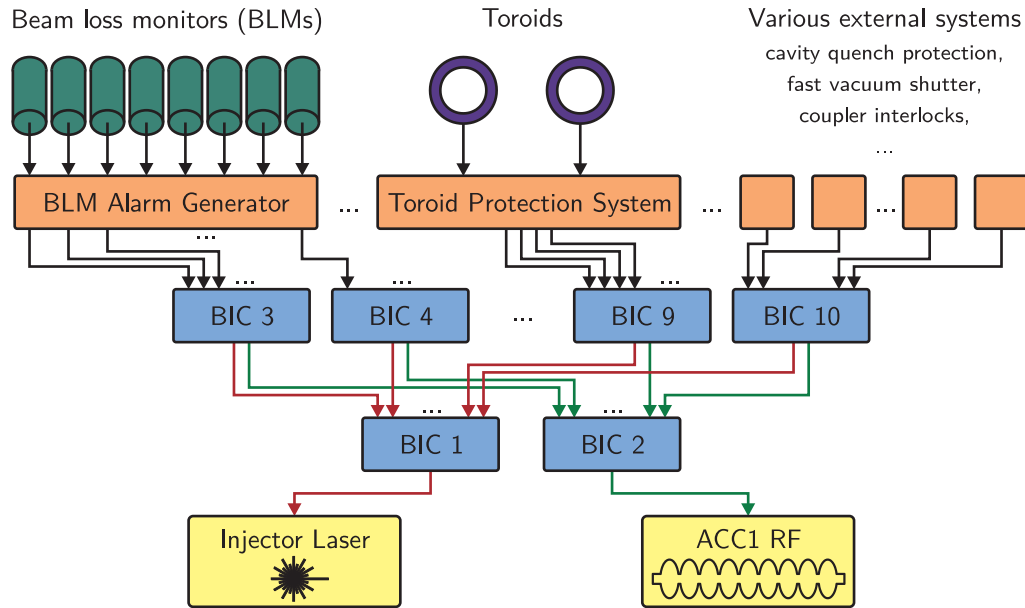 Beam loss monitors (BLMs)
Toroids
Various external systems
cavity quench protection,
fast vacuum shutter,
coupler interlocks,
...
BLM Alarm Generator
...
Toroid Protection System
...
...
...
...
...
...
BIC 3
BIC 4
...
BIC 9
BIC 10
...
...
BIC 1
BIC 2
Injector Laser
ACC1 RF